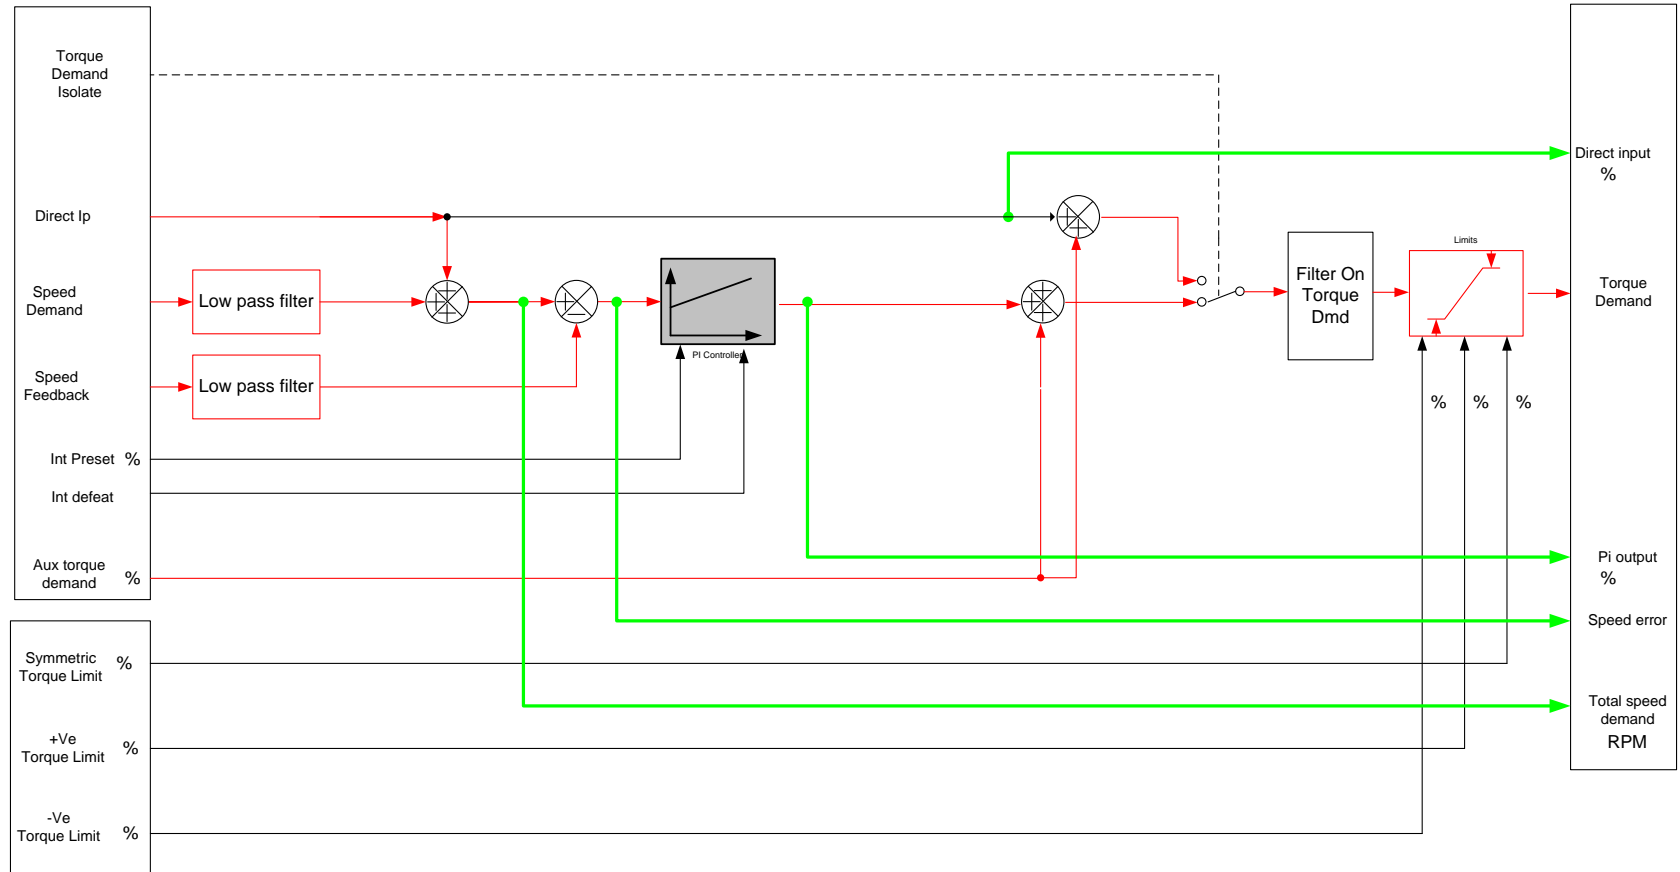 Torque
Demand
Isolate
Direct Ip
Speed
Demand
Speed
Feedback
Int Preset %
Int defeat
Aux torque
demand %
Symmetric
Torque Limit %
+Ve
Torque Limit %
-Ve
Torque Limit %
Low pass filter
Low pass filter
PI Controller
Filter On
Torque
Dmd
Limits
% % %
Direct input
%
Torque
Demand
Pi output
%
Speed error
Total speed
demand
RPM